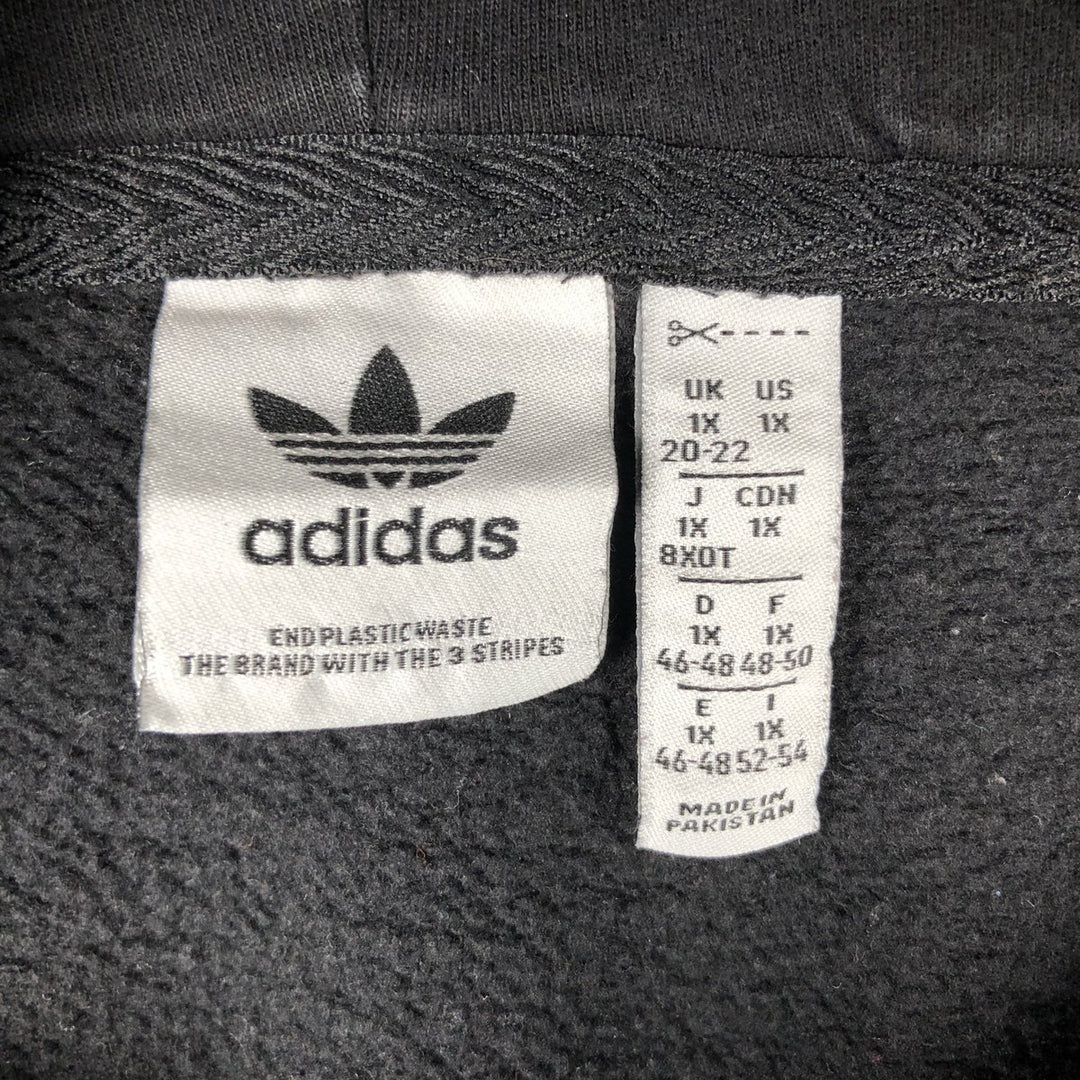 adidas
END PLASTIC WASTE
THE BRAND WITH THE 3 STRIPES
UK US
1X 1X
20-22
J CDN
1X 1X
8XOT
D F
1X 1X
46-48 48-50
E I
1X 1X
46-48 52-54
MADE IN
PAKISTAN